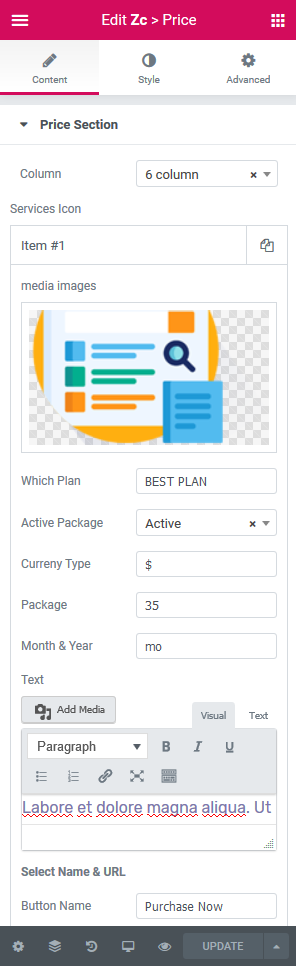 Edit Zc > Price
Content Style Advanced
Price Section
Column 6 column × 
Services Icon
Item #1
media images
Which Plan BEST PLAN
Active Package Active ×
Curreny Type $
Package 35
Month & Year mo
Text
Add Media Visual Text
Paragraph B I U
Labore et dolore magna aliqua. Ut
Select Name & URL
Button Name Purchase Now
UPDATE